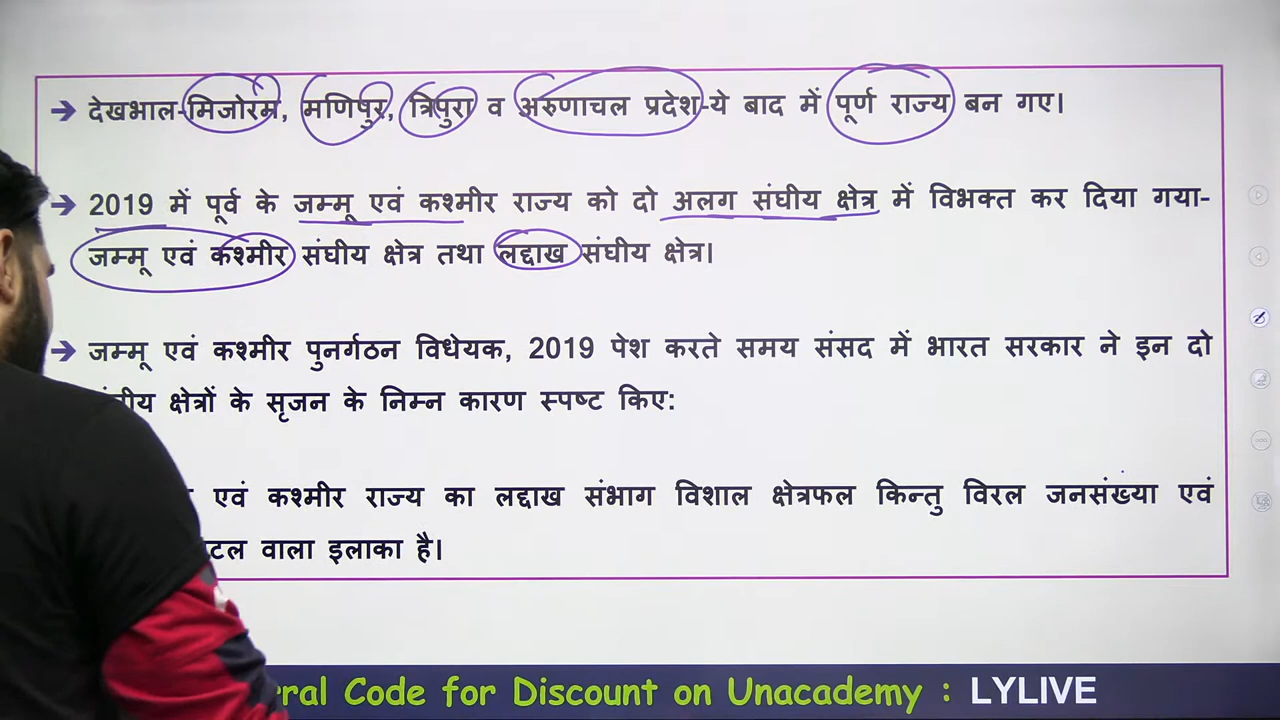 → देखभाल-मिजोरम, मणिपुर, त्रिपुरा व अरुणाचल प्रदेश-ये बाद में पूर्ण राज्य बन गए।
→ 2019 में पूर्व के जम्मू एवं कश्मीर राज्य को दो अलग संघीय क्षेत्र में विभक्त कर दिया गया-
जम्मू एवं कश्मीर संघीय क्षेत्र तथा लद्दाख संघीय क्षेत्र।
→ जम्मू एवं कश्मीर पुनर्गठन विधेयक, 2019 पेश करते समय संसद में भारत सरकार ने इन दो
क्षेत्रों के सृजन के निम्न कारण स्पष्ट किए:
एवं कश्मीर राज्य का लद्दाख संभाग विशाल क्षेत्रफल किन्तु विरल जनसंख्या एवं
वाला इलाका है।
Code for Discount on Unacademy : LYLIVE